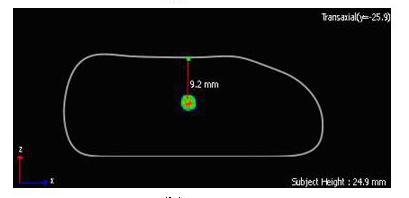 Transaxial(y=-25.9)
9.2 mm
z
x
Subject Height : 24.9 mm